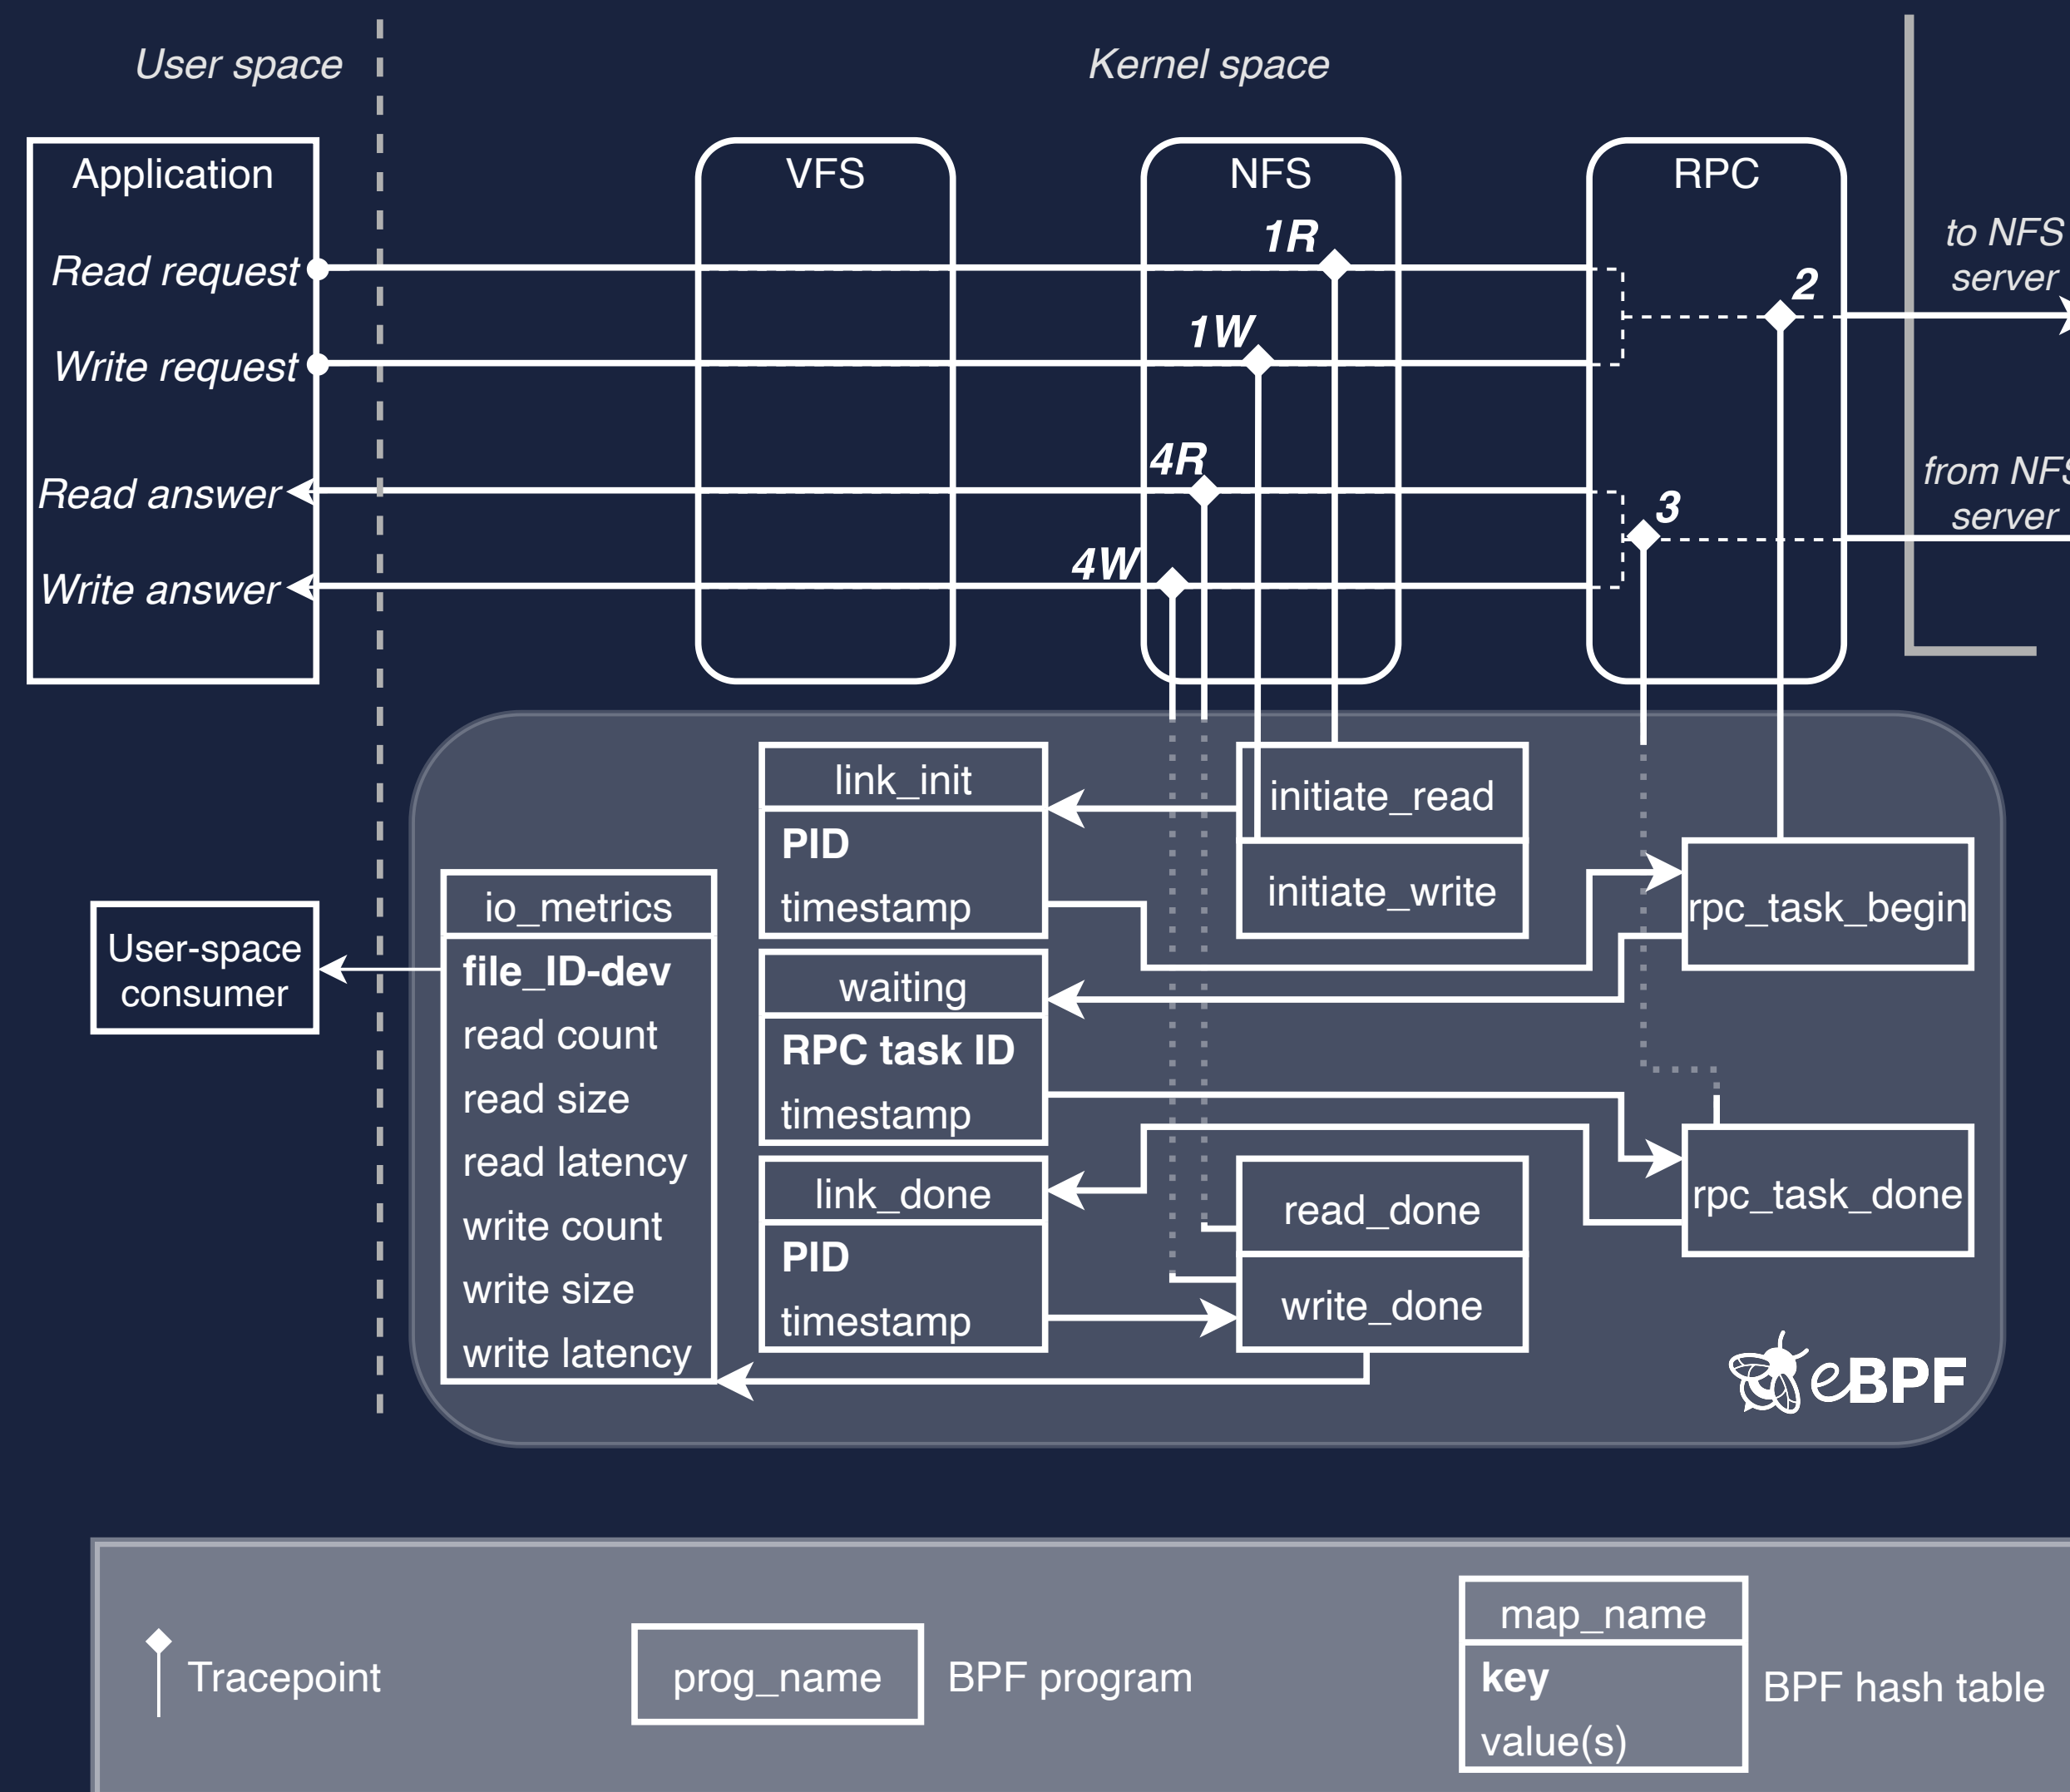 User space
Kernel space
Application
VFS
NFS
RPC
1R
Read request
to NFS
server
2
1W
Write request
4R
Read answer
from NFS
server
3
4W
Write answer
link_init
PID
timestamp
initiate_read
initiate_write
rpc_task_begin
io_metrics
file_ID-dev
read count
read size
read latency
write count
write size
write latency
User-space
consumer
waiting
RPC task ID
timestamp
link_done
PID
timestamp
read_done
write_done
rpc_task_done
eBPF
Tracepoint
prog_name
BPF program
map_name
key
value(s)
BPF hash table